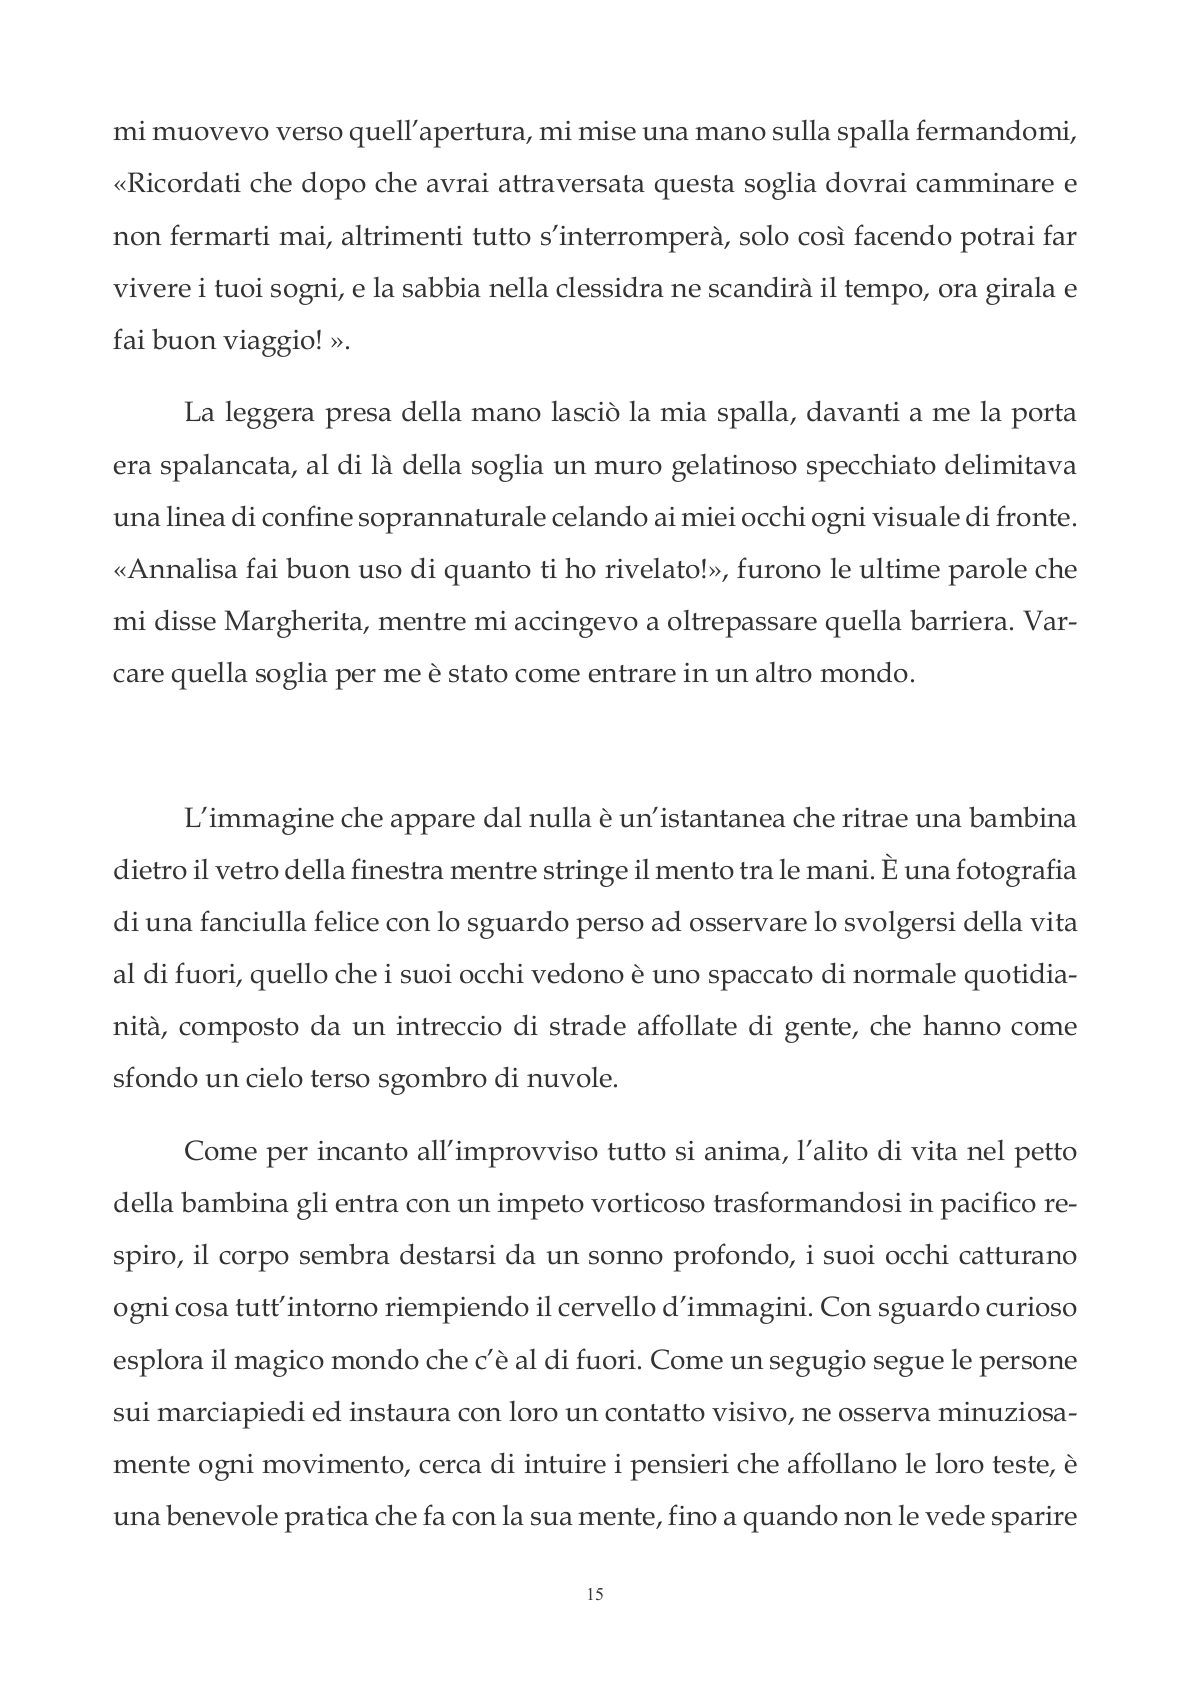 mi muovevo verso quell’apertura, mi mise una mano sulla spalla fermandomi,
«Ricordati che dopo che avrai attraversata questa soglia dovrai camminare e
non fermarti mai, altrimenti tutto s’interromperà, solo così facendo potrai far
vivere i tuoi sogni, e la sabbia nella clessidra ne scandirà il tempo, ora girala e
fai buon viaggio! ».
La leggera presa della mano lasciò la mia spalla, davanti a me la porta
era spalancata, al di là della soglia un muro gelatinoso specchiato delimitava
una linea di confine soprannaturale celando ai miei occhi ogni visuale di fronte.
«Annalisa fai buon uso di quanto ti ho rivelato!», furono le ultime parole che
mi disse Margherita, mentre mi accingevo a oltrepassare quella barriera. Var-
care quella soglia per me è stato come entrare in un altro mondo.
L’immagine che appare dal nulla è un’istantanea che ritrae una bambina
dietro il vetro della finestra mentre stringe il mento tra le mani. È una fotografia
di una fanciulla felice con lo sguardo perso ad osservare lo svolgersi della vita
al di fuori, quello che i suoi occhi vedono è uno spaccato di normale quotidia-
nità, composto da un intreccio di strade affollate di gente, che hanno come
sfondo un cielo terso sgombro di nuvole.
Come per incanto all’improvviso tutto si anima, l’alito di vita nel petto
della bambina gli entra con un impeto vorticoso trasformandosi in pacifico re-
spiro, il corpo sembra destarsi da un sonno profondo, i suoi occhi catturano
ogni cosa tutt’intorno riempiendo il cervello d’immagini. Con sguardo curioso
esplora il magico mondo che c’è al di fuori. Come un segugio segue le persone
sui marciapiedi ed instaura con loro un contatto visivo, ne osserva minuziosa-
mente ogni movimento, cerca di intuire i pensieri che affollano le loro teste, è
una benevole pratica che fa con la sua mente, fino a quando non le vede sparire
15